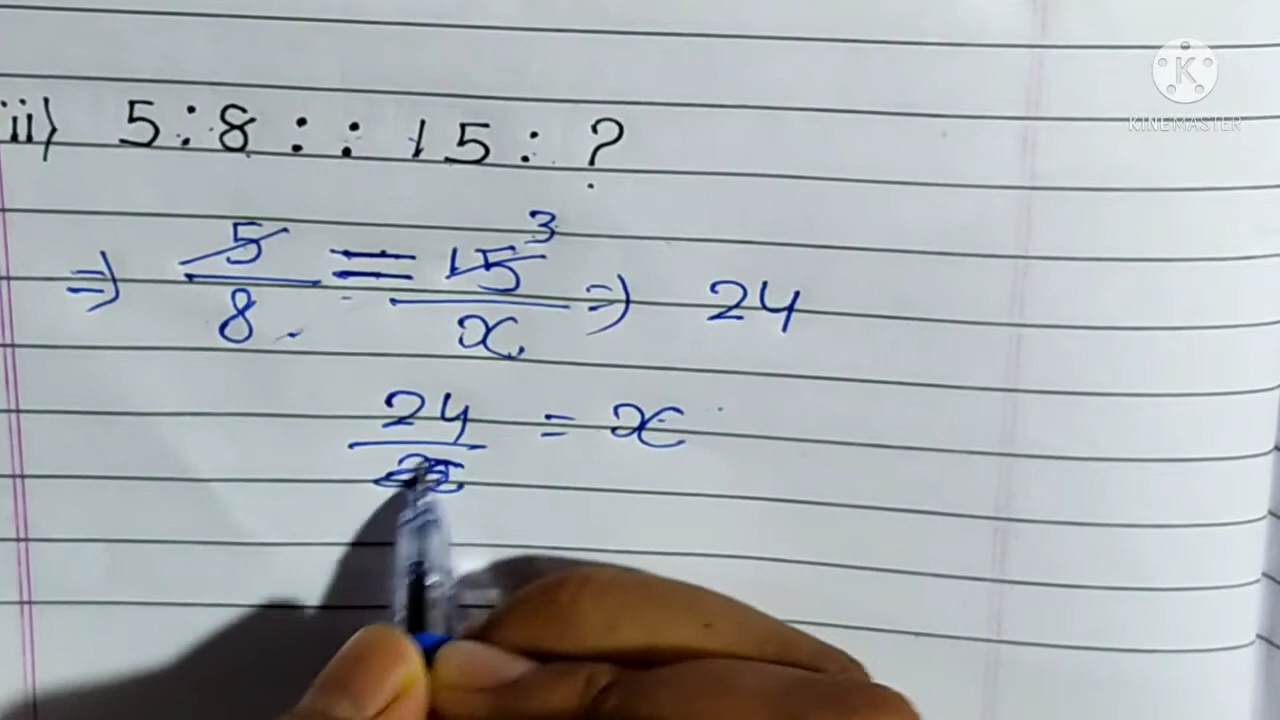 ii) 5:8::15:?
⇒ 5/8 = 15/x 3 ⇒ 24
24 = x
KINEMASTER